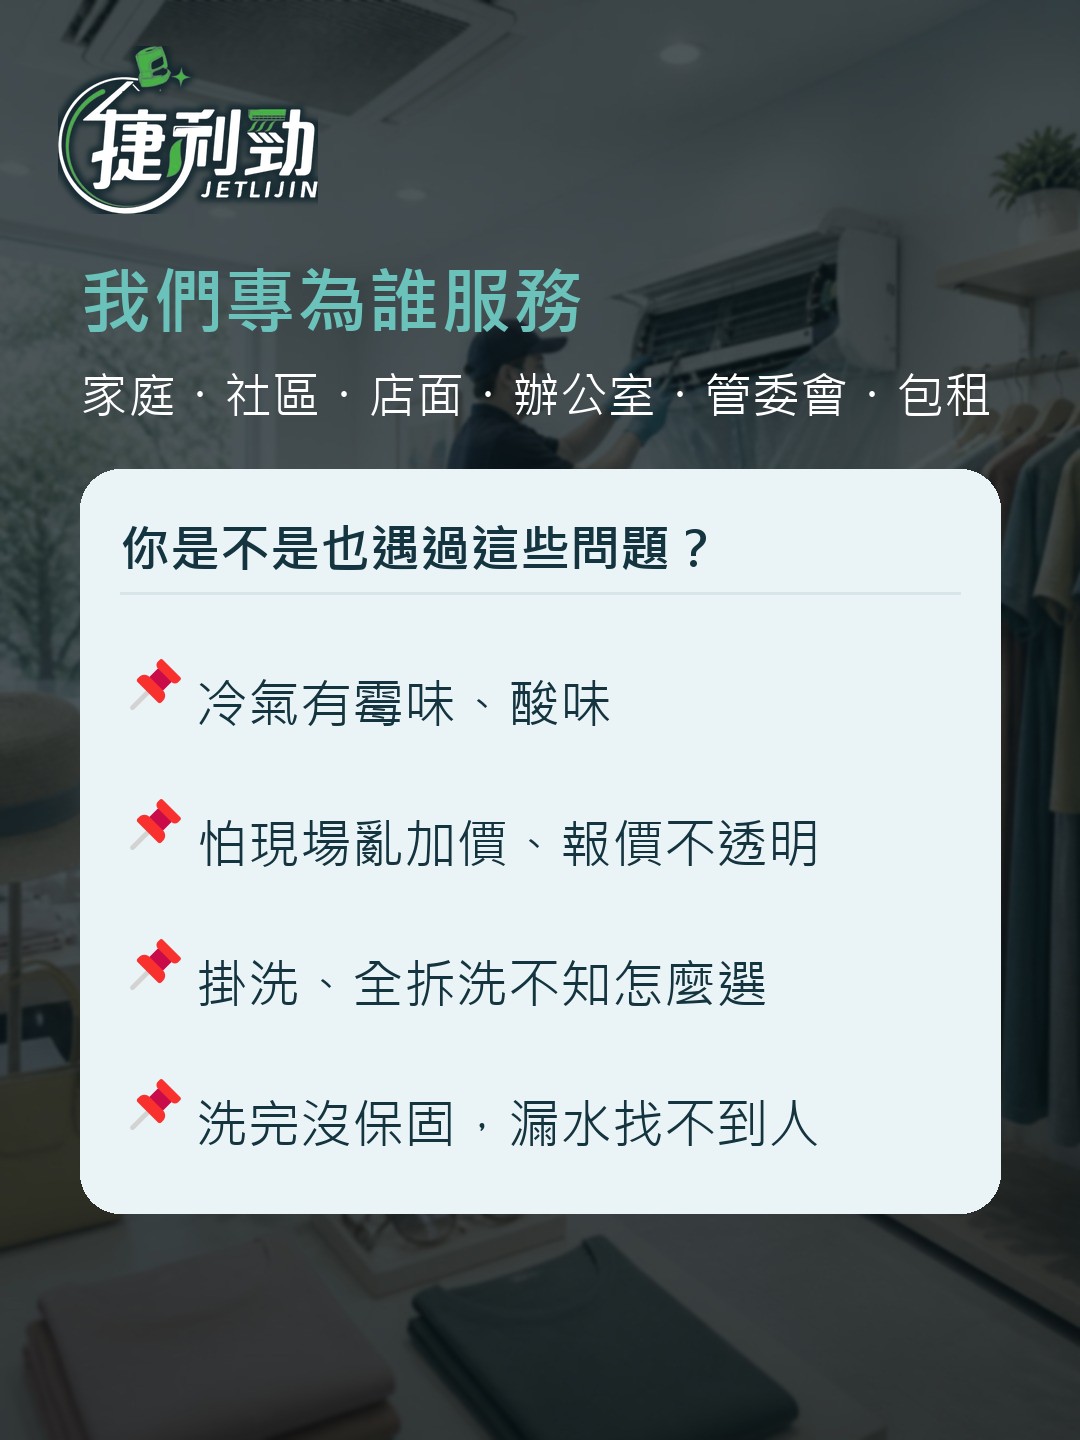 捷利勁
JETLIJIN
我們專為誰服務
家庭・社區・店面・辦公室・管委會・包租
你是不是也遇過這些問題？
冷氣有霉味、酸味
怕現場亂加價、報價不透明
掛洗、全拆洗不知怎麼選
洗完沒保固，漏水找不到人